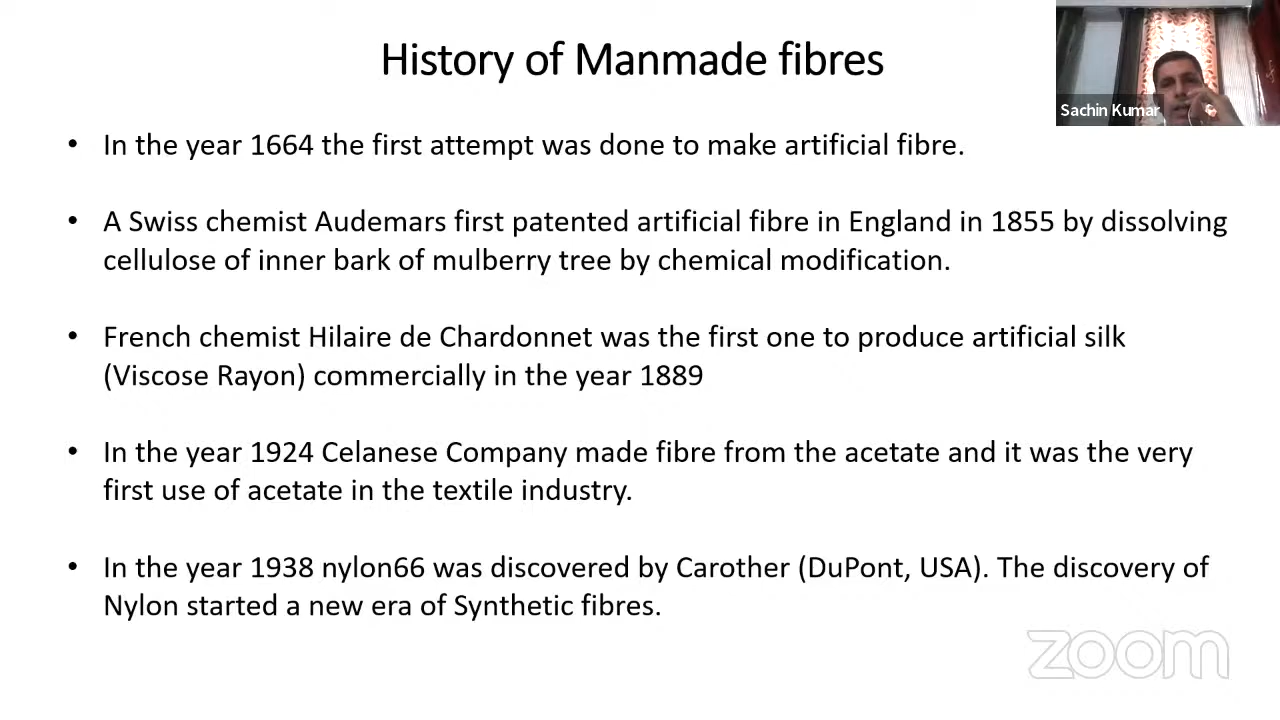 History of Manmade fibres
Sachin Kumar
• In the year 1664 the first attempt was done to make artificial fibre.
• A Swiss chemist Audemars first patented artificial fibre in England in 1855 by dissolving
cellulose of inner bark of mulberry tree by chemical modification.
• French chemist Hilaire de Chardonnet was the first one to produce artificial silk
(Viscose Rayon) commercially in the year 1889
• In the year 1924 Celanese Company made fibre from the acetate and it was the very
first use of acetate in the textile industry.
• In the year 1938 nylon66 was discovered by Carother (DuPont, USA). The discovery of
Nylon started a new era of Synthetic fibres.
zoom